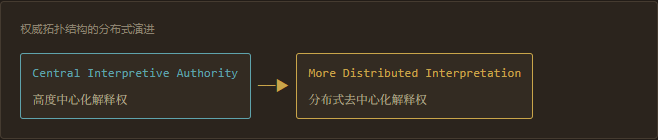 权威拓扑结构的分布式演进
Central Interpretive Authority
高度中心化解释权
More Distributed Interpretation
分布式去中心化解释权